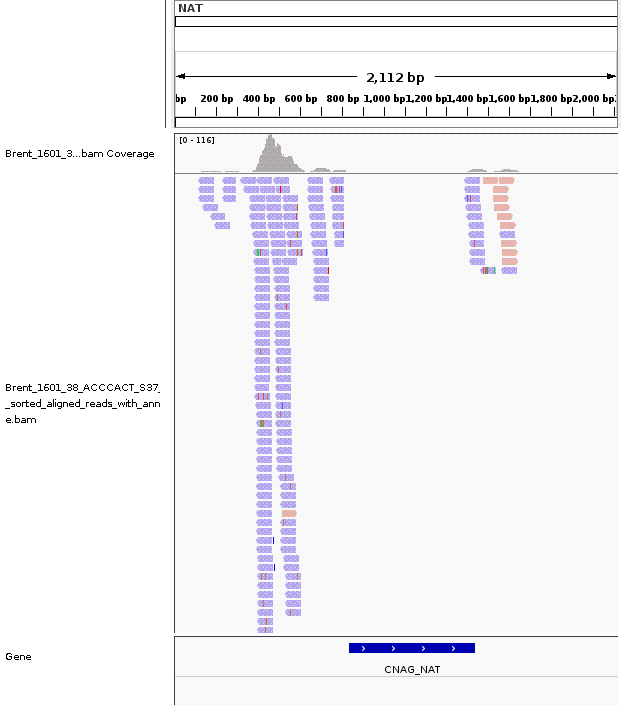 NAT
2,112 bp
bp 200 bp 400 bp 600 bp 800 bp 1,000 bp 1,200 bp 1,400 bp 1,600 bp 1,800 bp 2,000 bp
[0 - 116]
Brent_1601_3...bam Coverage
Brent_1601_38_ACCCACT_S37_
_sorted_aligned_reads_with_ann
e.bam
Gene
CNAG_NAT